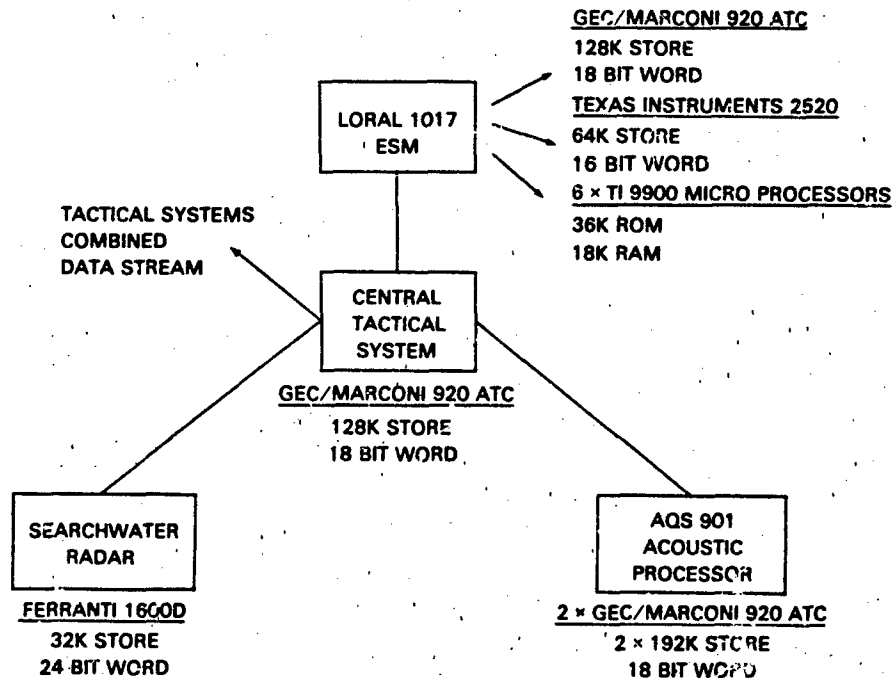 GEC/MARCONI 920 ATC
128K STORE
18 BIT WORD
TEXAS INSTRUMENTS 2520
64K STORE
16 BIT WORD
6 × TI 9900 MICRO PROCESSORS
36K ROM
18K RAM
LORAL 1017
ESM
TACTICAL SYSTEMS
COMBINED
DATA STREAM
CENTRAL
TACTICAL
SYSTEM
GEC/MARCONI 920 ATC
128K STORE
18 BIT WORD
SEARCHWATER
RADAR
FERRANTI 1600D
32K STORE
24 BIT WORD
AQS 901
ACOUSTIC
PROCESSOR
2 × GEC/MARCONI 920 ATC
2 × 192K STORE
18 BIT WORD